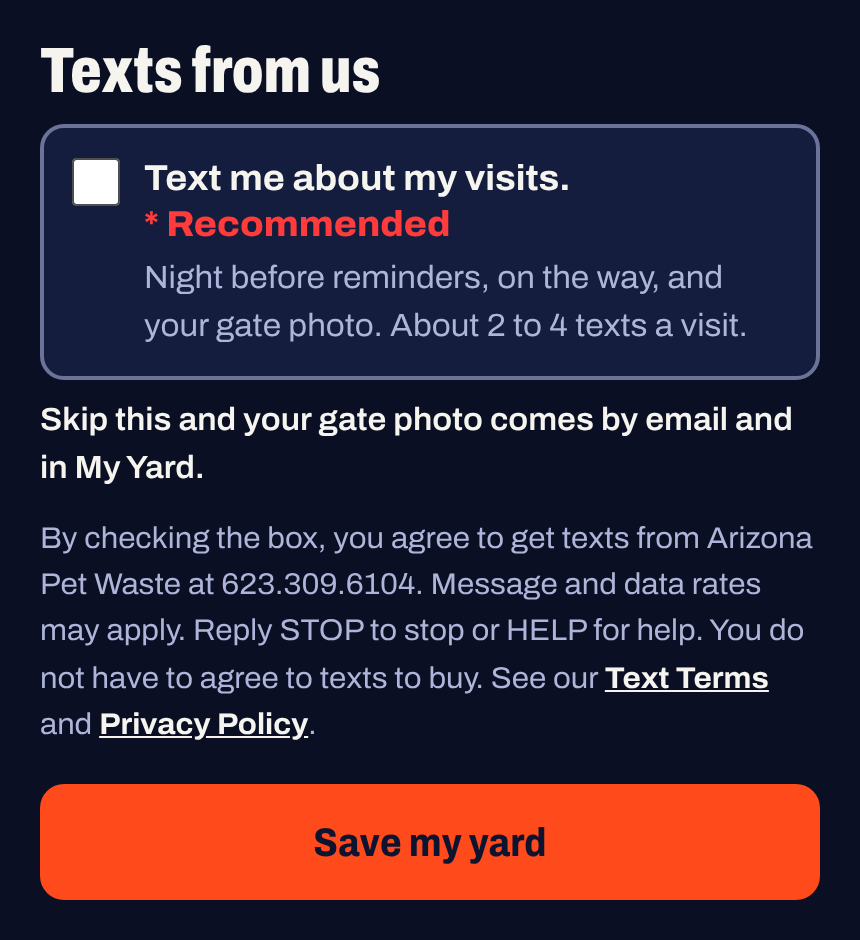 Texts from us
Text me about my visits.
* Recommended
Night before reminders, on the way, and
your gate photo. About 2 to 4 texts a visit.
Skip this and your gate photo comes by email and
in My Yard.
By checking the box, you agree to get texts from Arizona
Pet Waste at 623.309.6104. Message and data rates
may apply. Reply STOP to stop or HELP for help. You do
not have to agree to texts to buy. See our Text Terms
and Privacy Policy.
Save my yard